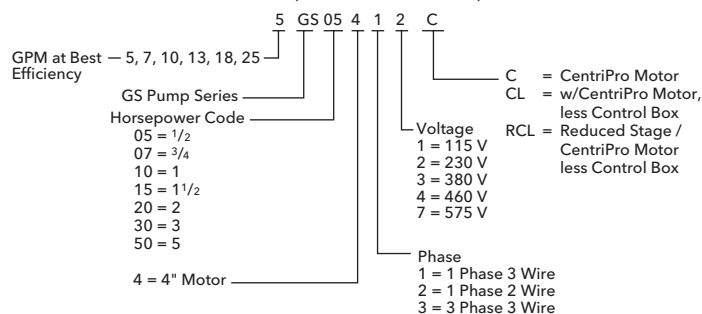 5 GS 05 4 1 2 C
GPM at Best — 5, 7, 10, 13, 18, 25
Efficiency
GS Pump Series
Horsepower Code
05 = 1/2
07 = 3/4
10 = 1
15 = 11/2
20 = 2
30 = 3
50 = 5
4 = 4" Motor
Voltage
1 = 115 V
2 = 230 V
3 = 380 V
4 = 460 V
7 = 575 V
Phase
1 = 1 Phase 3 Wire
2 = 1 Phase 2 Wire
3 = 3 Phase 3 Wire
C = CentriPro Motor
CL = w/CentriPro Motor,
less Control Box
RCL = Reduced Stage /
CentriPro Motor
less Control Box